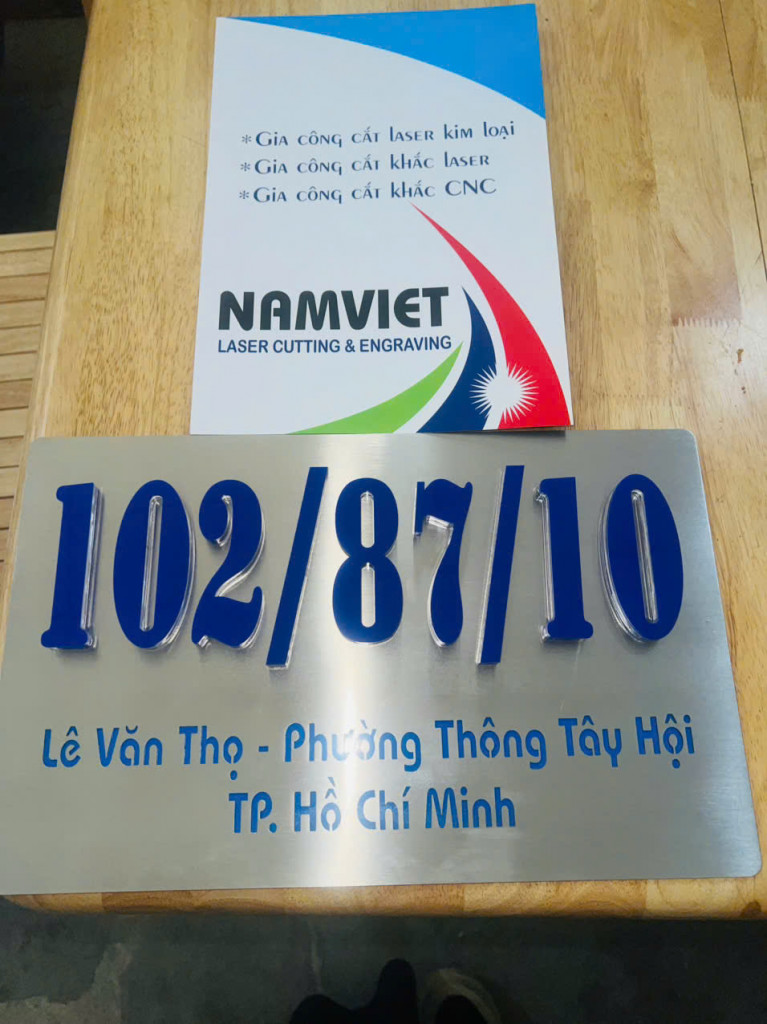 *Gia công cắt laser kim loại
*Gia công cắt khắc laser
*Gia công cắt khắc CNC
NAMVIET
LASER CUTTING & ENGRAVING
102/87/10
Lê Văn Thọ - Phường Thông Tây Hội
TP. Hồ Chí Minh